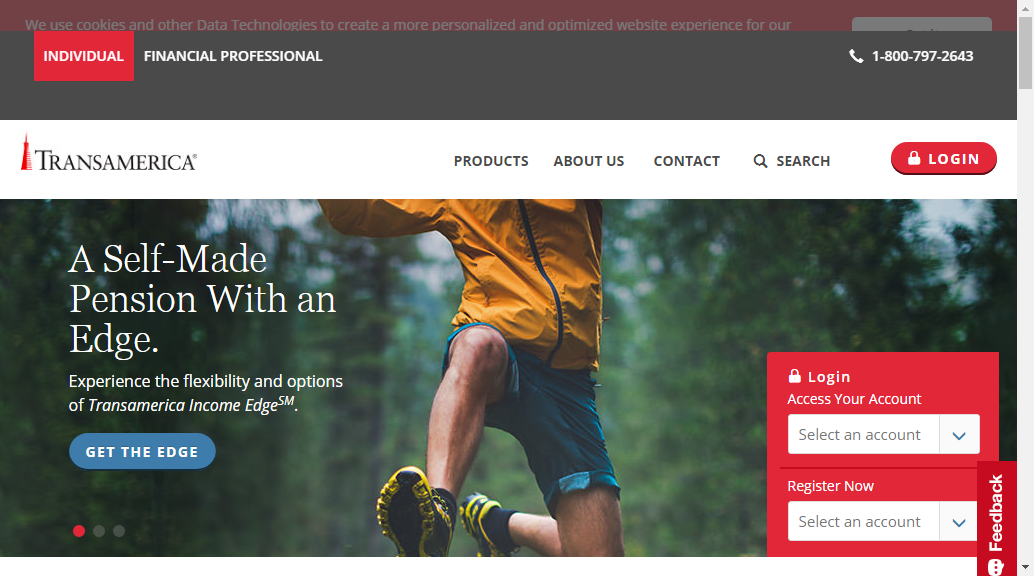 We use cookies and other Data Technologies to create a more personalized and optimized website experience for our
INDIVIDUAL
FINANCIAL PROFESSIONAL
1-800-797-2643
TRANSAMERICA®
PRODUCTS
ABOUT US
CONTACT
SEARCH
LOGIN
A Self-Made
Pension With an
Edge.
Experience the flexibility and options
of Transamerica Income Edge℠.
GET THE EDGE
Login
Access Your Account
Select an account
Register Now
Select an account
Feedback